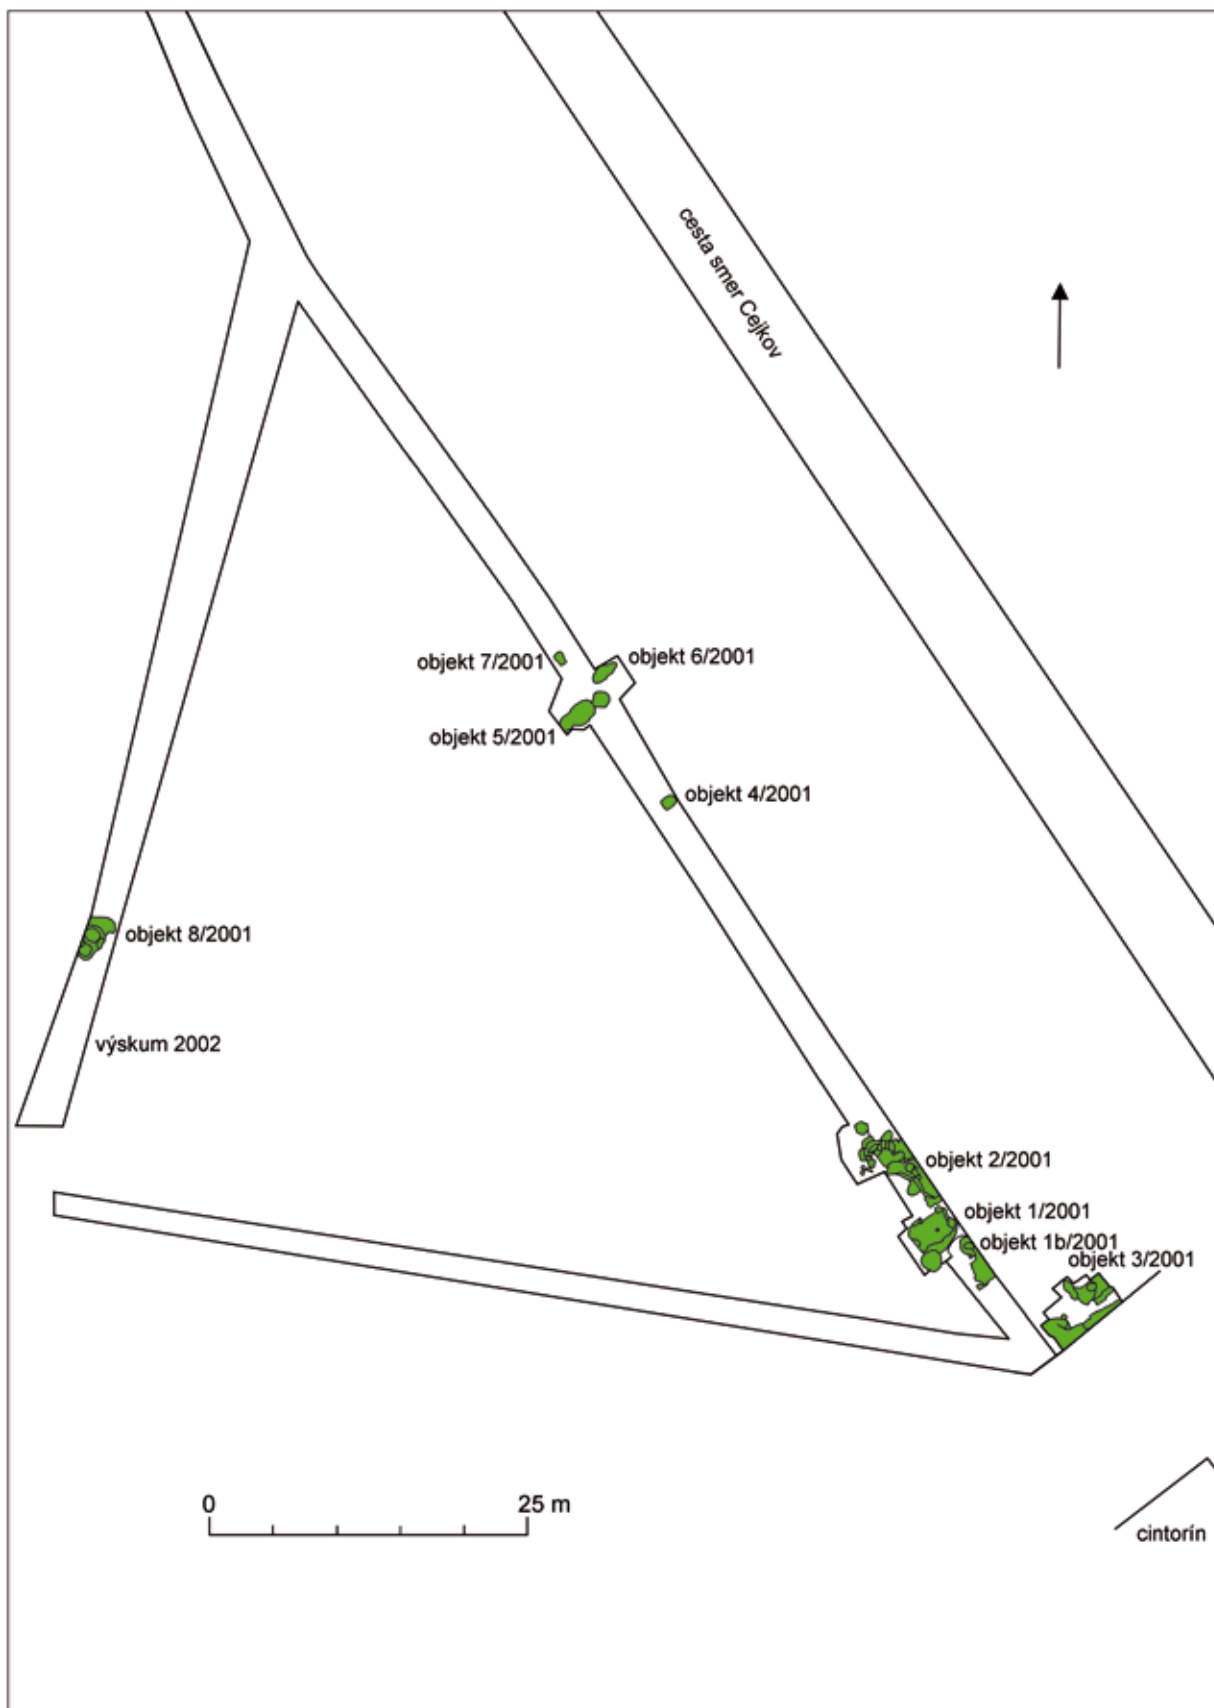 cesta smer Cejkov
objekt 7/2001
objekt 6/2001
objekt 5/2001
objekt 4/2001
objekt 8/2001
výskum 2002
objekt 2/2001
objekt 1/2001
objekt 1b/2001
objekt 3/2001
0 25 m
cintorín